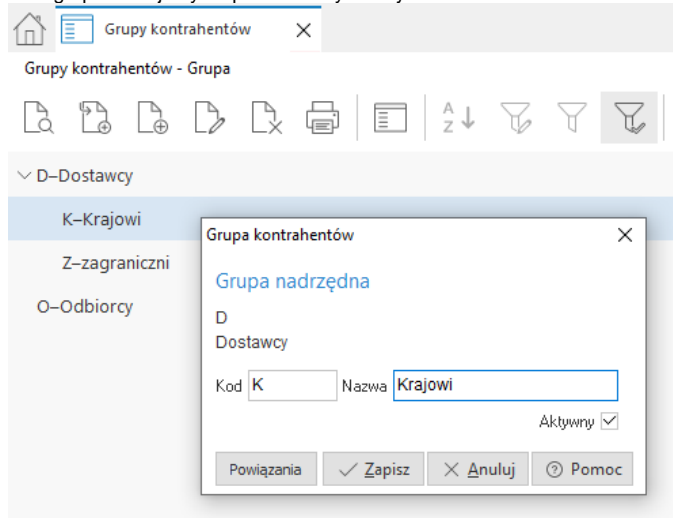 Grupy kontrahentów
Grupy kontrahentów - Grupa
A
Z
D–Dostawcy
K–Krajowi
Z–zagraniczni
O–Odbiorcy
Grupa kontrahentów
Grupa nadrzędna
D
Dostawcy
Kod K Nazwa Krajowi
Aktywny
Powiązania Zapisz Anuluj Pomoc